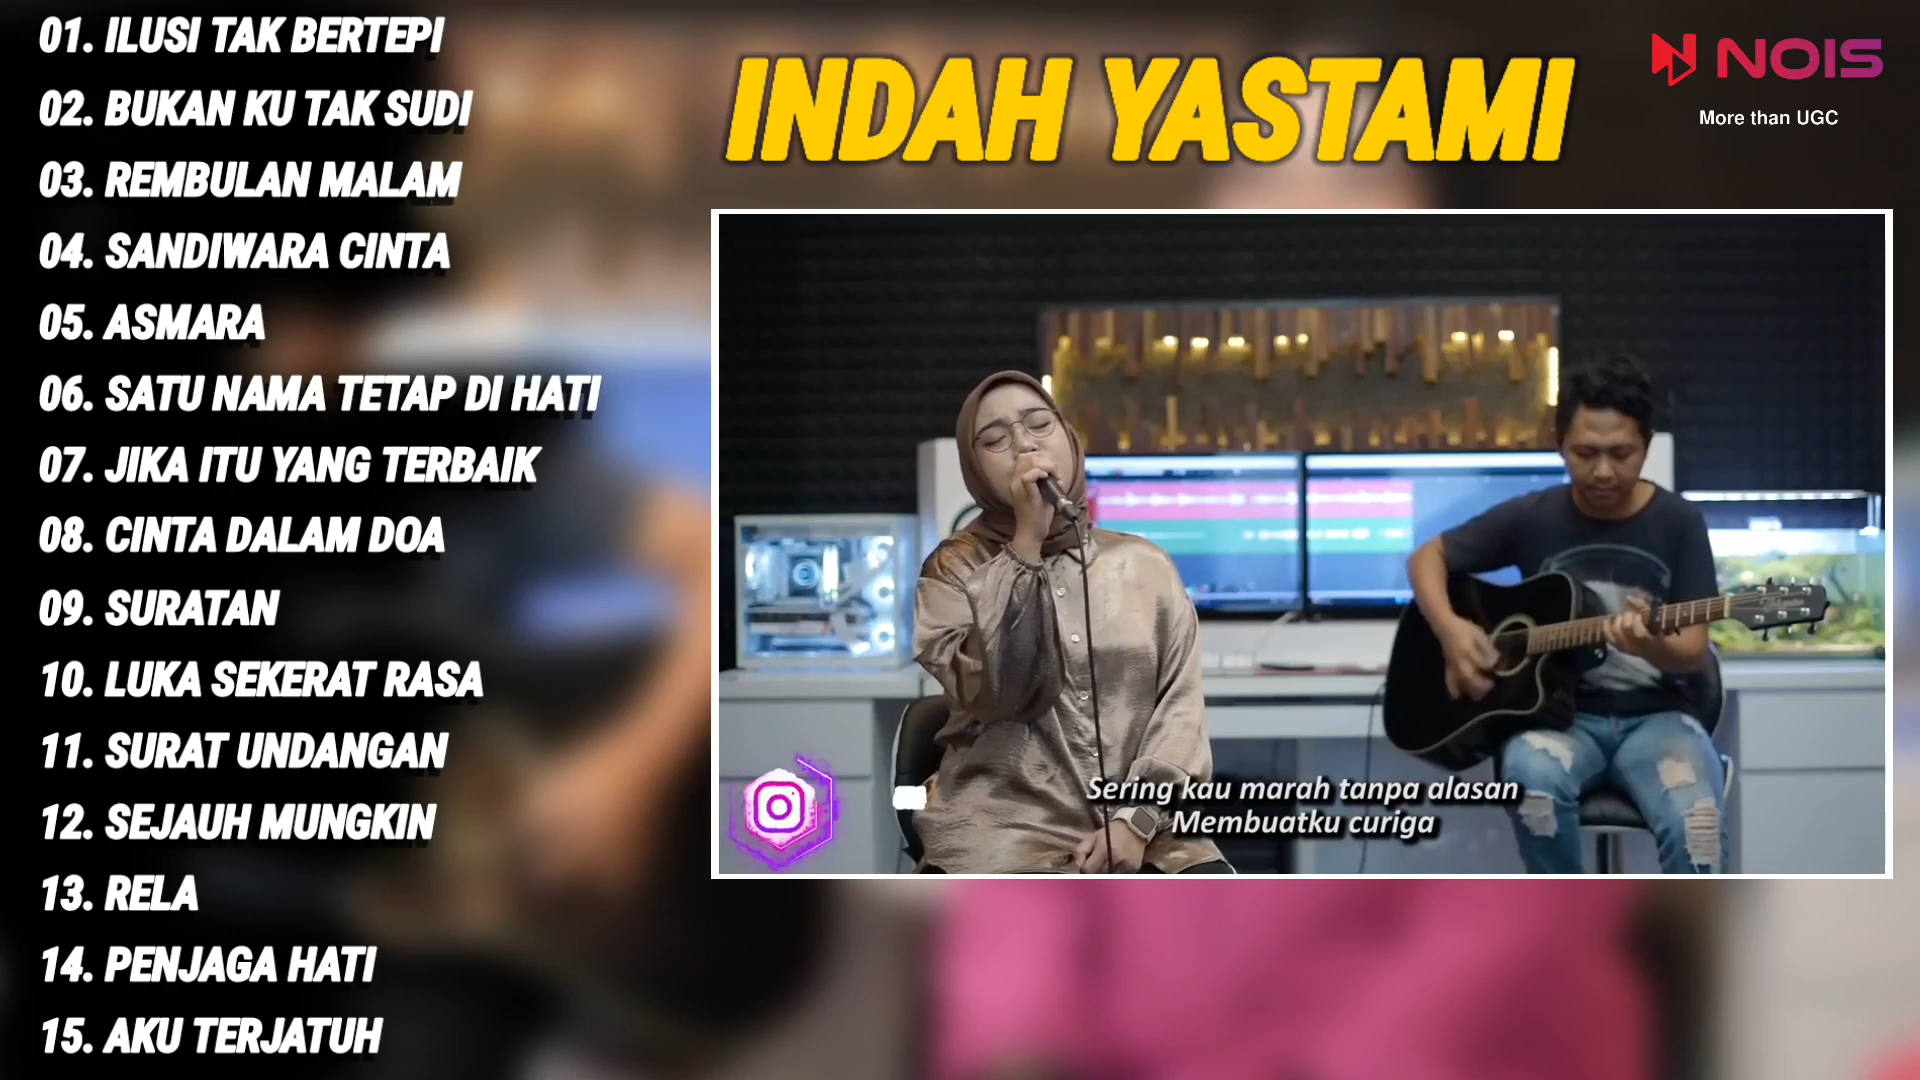 01. ILUSI TAK BERTEPI
02. BUKAN KU TAK SUDI
03. REMBULAN MALAM
04. SANDIWARA CINTA
05. ASMARA
06. SATU NAMA TETAP DI HATI
07. JIKA ITU YANG TERBAIK
08. CINTA DALAM DOA
09. SURATAN
10. LUKA SEKERAT RASA
11. SURAT UNDANGAN
12. SEJAUH MUNGKIN
13. RELA
14. PENJAGA HATI
15. AKU TERJATUH
INDAH YASTAMI
NOIS
More than UGC
Sering kau marah tanpa alasan
Membuatku curiga